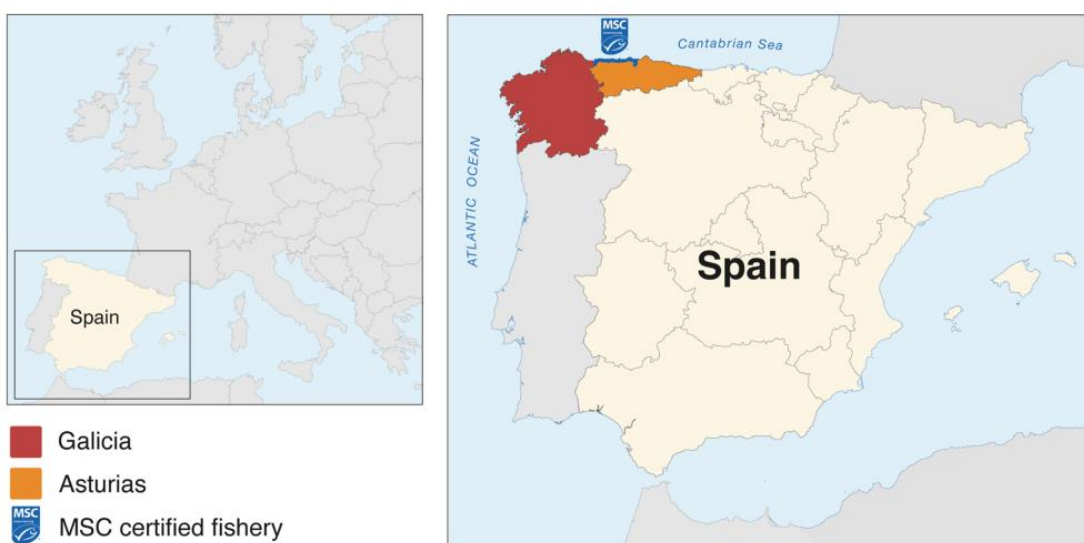 Spain
Galicia
Asturias
MSC
MSC certified fishery
MSC
Cantabrian Sea
ATLANTIC OCEAN
Spain